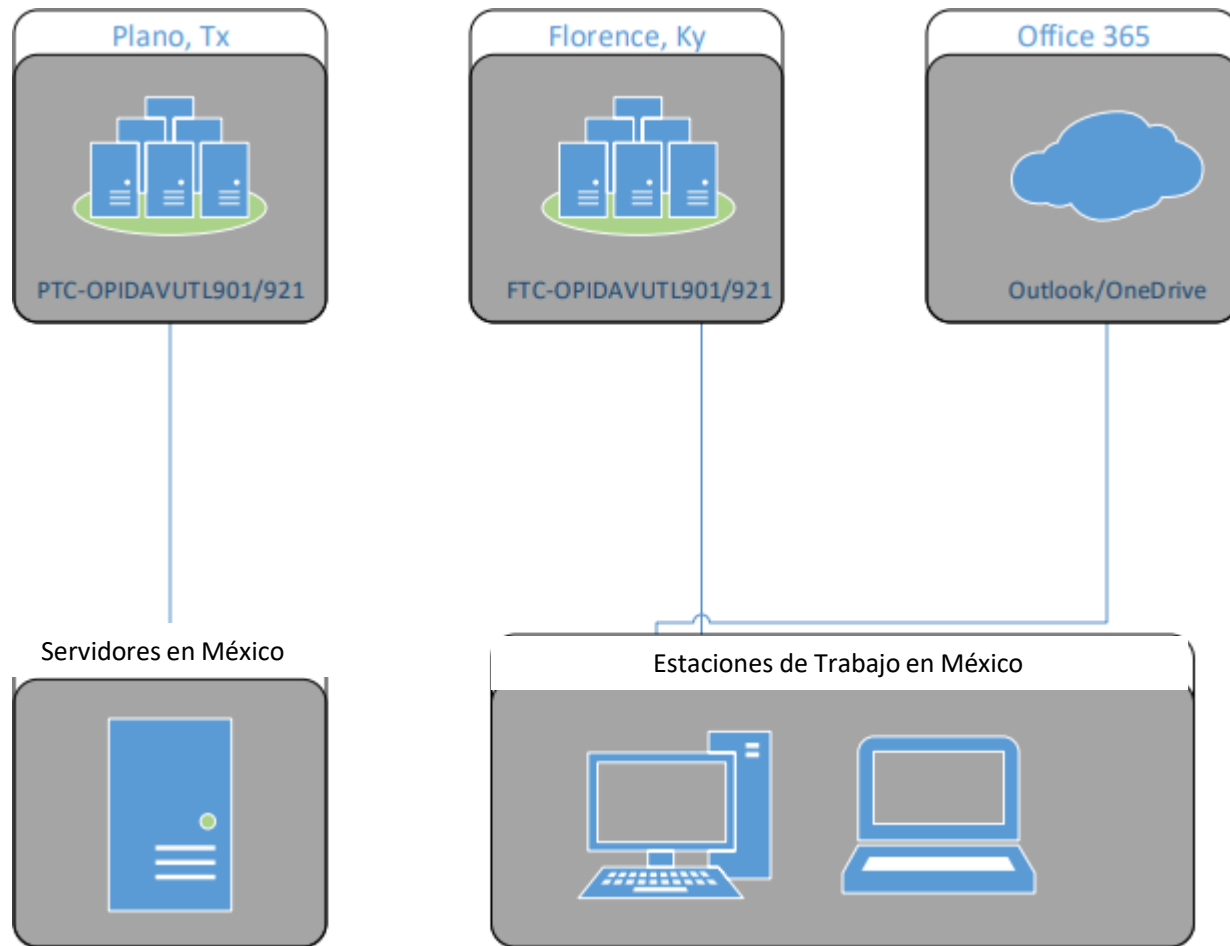 Plano, Tx
Florence, Ky
Office 365
PTC-OPIDAVUTL901/921
FTC-OPIDAVUTL901/921
Outlook/OneDrive
Servidores en México
Estaciones de Trabajo en México